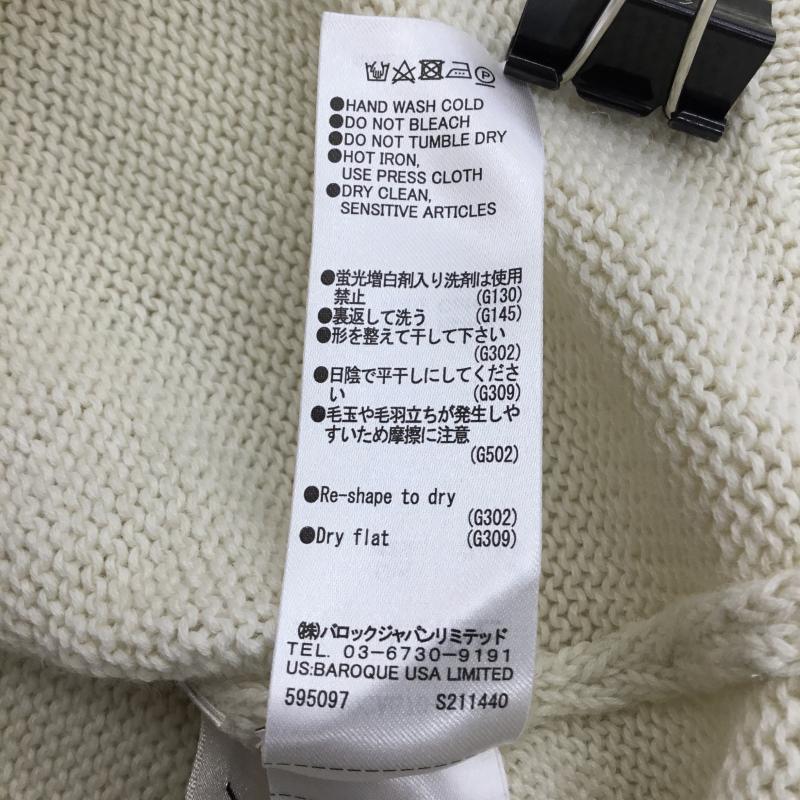 ●HAND WASH COLD
●DO NOT BLEACH
●DO NOT TUMBLE DRY
●HOT IRON,
USE PRESS CLOTH
●DRY CLEAN,
SENSITIVE ARTICLES
●蛍光増白剤入り洗剤は使用
禁止 (G130)
●裏返して洗う (G145)
●形を整えて干して下さい
(G302)
●日陰で平干しにしてくださ
い (G309)
●毛玉や毛羽立ちが発生しや
すいため摩擦に注意
(G502)
●Re-shape to dry
(G302)
●Dry flat (G309)
㈱バロックジャパンリミテッド
TEL. 03-6730-9191
US:BAROQUE USA LIMITED
595097 S211440